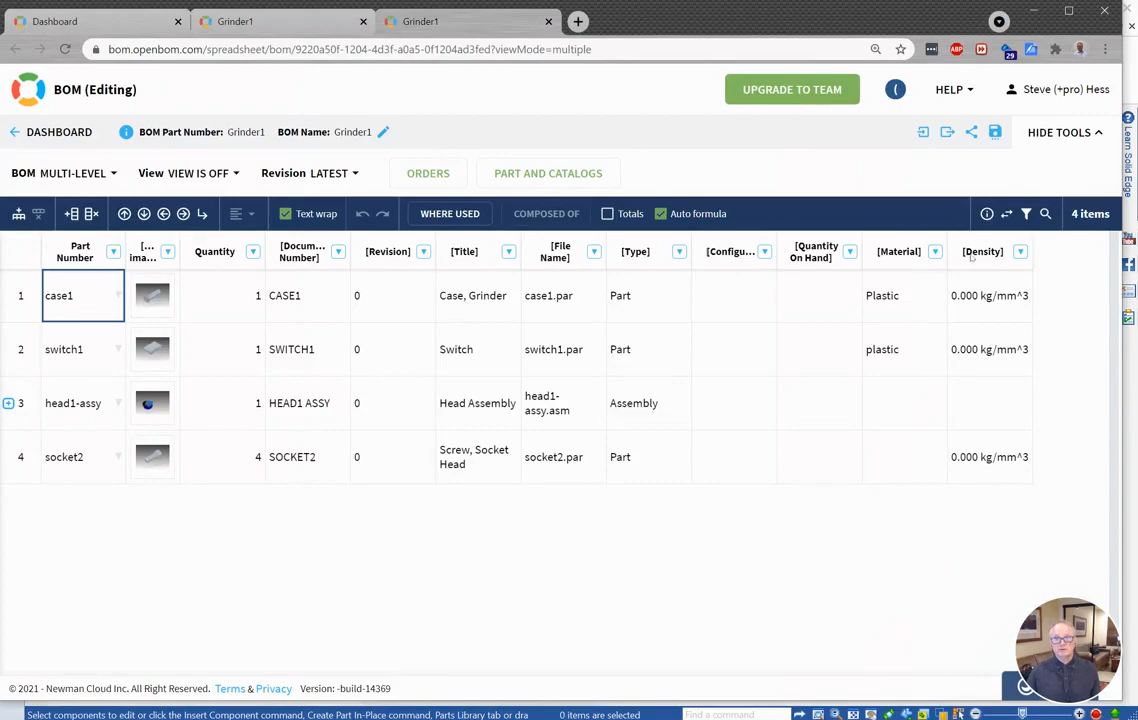 Dashboard
Grinder1
Grinder1
bom.openbom.com/spreadsheet/bom/9220a50f-1204-4d3f-a0a5-0f1204ad3fed?viewMode=multiple
ABP
29
BOM (Editing)
UPGRADE TO TEAM
(
HELP
Steve (+pro) Hess
DASHBOARD
BOM Part Number: Grinder1
BOM Name: Grinder1
HIDE TOOLS
Learn Solid Edge
BOM MULTI-LEVEL
View VIEW IS OFF
Revision LATEST
ORDERS
PART AND CATALOGS
Text wrap
WHERE USED
COMPOSED OF
Totals
Auto formula
4 items
Part Number
[... ima...
Quantity
[Docum... Number]
[Revision]
[Title]
[File Name]
[Type]
[Configu...
[Quantity On Hand]
[Material]
[Density]
1 case1 1 CASE1 0 Case, Grinder case1.par Part Plastic 0.000 kg/mm^3
2 switch1 1 SWITCH1 0 Switch switch1.par Part plastic 0.000 kg/mm^3
3 head1-assy 1 HEAD1 ASSY 0 Head Assembly head1-assy.asm Assembly
4 socket2 4 SOCKET2 0 Screw, Socket Head socket2.par Part 0.000 kg/mm^3
© 2021 - Newman Cloud Inc. All Right Reserved. Terms & Privacy Version: -build-14369
Select components to edit or click the Insert Component command, Create Part In-Place command, Parts Library tab or dra
0 items are selected
Find a command